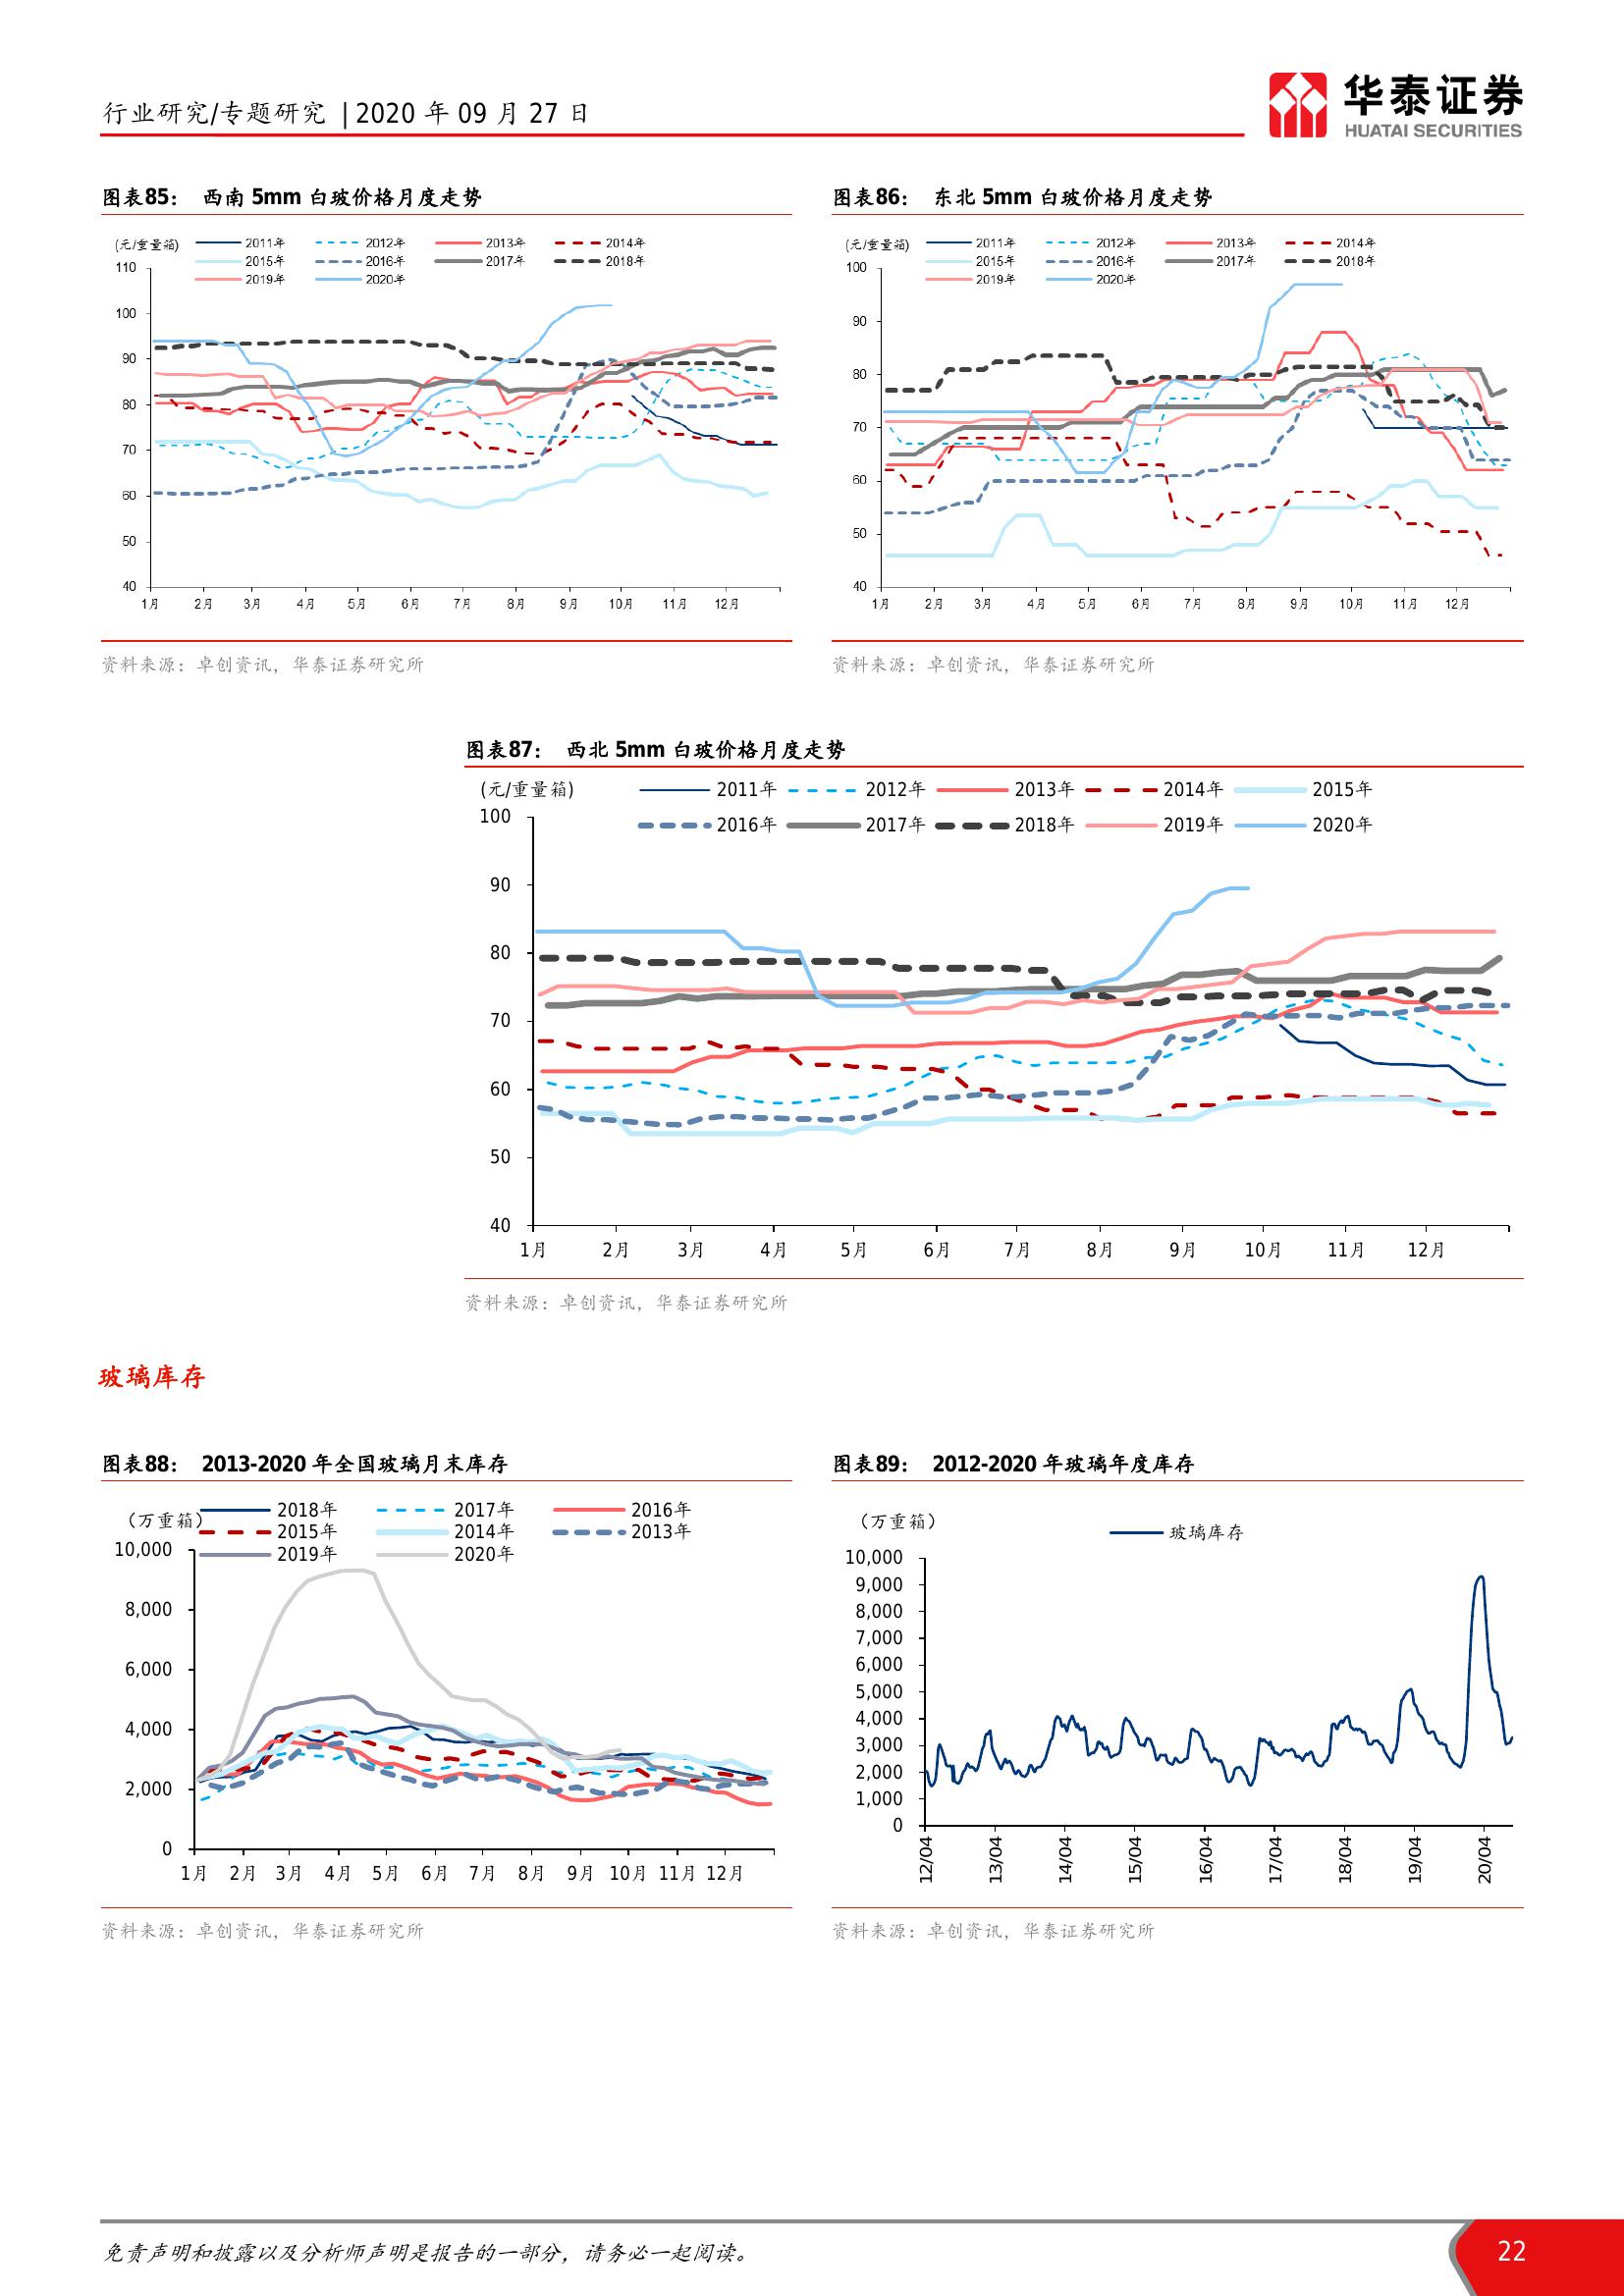 行业研究/专题研究 | 2020 年 09 月 27 日
华泰证券
HUATAI SECURITIES
图表85： 西南 5mm 白玻价格月度走势
(元/重量箱)
2011年 2012年 2013年 2014年
2015年 2016年 2017年 2018年
2019年 2020年
110
100
90
80
70
60
50
40
1月 2月 3月 4月 5月 6月 7月 8月 9月 10月 11月 12月
资料来源：卓创资讯，华泰证券研究所
图表86： 东北 5mm 白玻价格月度走势
(元/重量箱)
2011年 2012年 2013年 2014年
2015年 2016年 2017年 2018年
2019年 2020年
100
90
80
70
60
50
40
1月 2月 3月 4月 5月 6月 7月 8月 9月 10月 11月 12月
资料来源：卓创资讯，华泰证券研究所
图表87： 西北 5mm 白玻价格月度走势
(元/重量箱)
2011年 2012年 2013年 2014年 2015年
2016年 2017年 2018年 2019年 2020年
100
90
80
70
60
50
40
1月 2月 3月 4月 5月 6月 7月 8月 9月 10月 11月 12月
资料来源：卓创资讯，华泰证券研究所
玻璃库存
图表88： 2013-2020 年全国玻璃月末库存
（万重箱）
2018年 2017年 2016年
2015年 2014年 2013年
2019年 2020年
10,000
8,000
6,000
4,000
2,000
0
1月 2月 3月 4月 5月 6月 7月 8月 9月 10月 11月 12月
资料来源：卓创资讯，华泰证券研究所
图表89： 2012-2020 年玻璃年度库存
（万重箱）
玻璃库存
10,000
9,000
8,000
7,000
6,000
5,000
4,000
3,000
2,000
1,000
0
12/04 13/04 14/04 15/04 16/04 17/04 18/04 19/04 20/04
资料来源：卓创资讯，华泰证券研究所
免责声明和披露以及分析师声明是报告的一部分，请务必一起阅读。
22